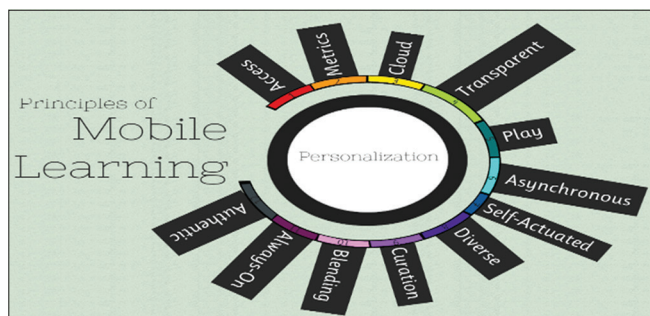 Principles of
Mobile
Learning
Personalization
Access
Metrics
Cloud
Transparent
Play
Asynchronous
Self-Actuated
Diverse
Curation
Blending
Always-On
Authentic